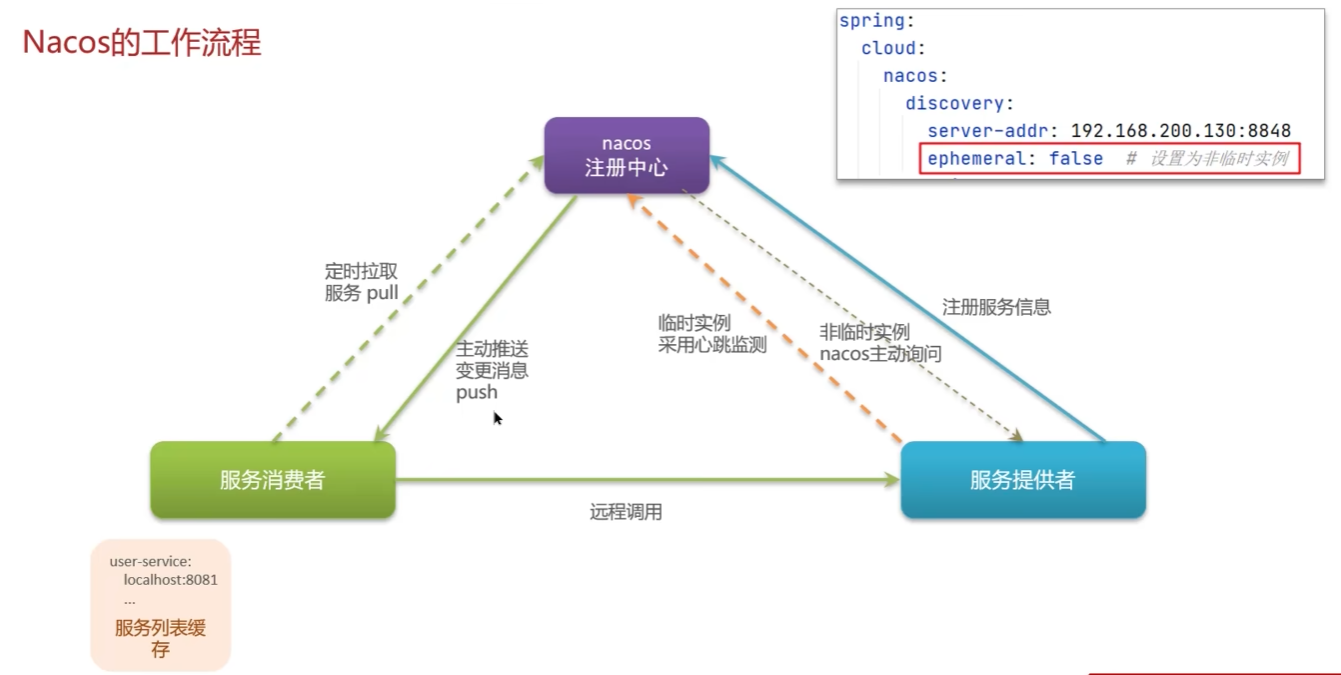 Nacos的工作流程
spring:
cloud:
nacos:
discovery:
server-addr: 192.168.200.130:8848
ephemeral: false # 设置为非临时实例
nacos
注册中心
定时拉取
服务 pull
主动推送
变更消息
push
临时实例
采用心跳监测
非临时实例
nacos主动询问
注册服务信息
服务消费者
服务提供者
远程调用
user-service:
localhost:8081
...
服务列表缓
存